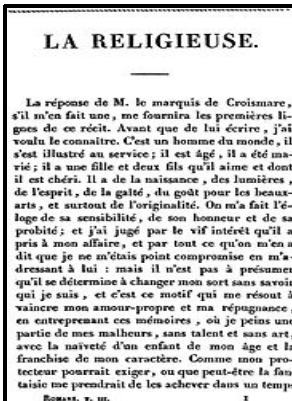 LA RELIGIEUSE.
La réponse de M. le marquis de Croismare,
s'il m'en fait une, me fournira les premières li-
gnes de ce récit. Avant que de lui écrire, j'ai
voulu le connaître. C'est un homme du monde, il
s'est illustré au service; il est âgé, il a été ma-
rié; il a une fille et deux fils qu'il aime et dont
il est chéri. Il a de la naissance, des lumières,
de l'esprit, de la gaîté, du goût pour les beaux-
arts, et surtout de l'originalité. On m'a fait l'é-
loge de sa sensibilité, de son honneur et de sa
probité; et j'ai jugé par le vif intérêt qu'il a
pris à mon affaire, et par tout ce qu'on m'en a
dit que je ne m'étais point compromise en m'a-
dressant à lui : mais il n'est pas à présumer
qu'il se détermine à changer mon sort sans savoir
qui je suis, et c'est ce motif qui me résout à
vaincre mon amour-propre et ma répugnance,
en entreprenant ces mémoires, où je peins une
partie de mes malheurs, sans talent et sans art,
avec la naïveté d'un enfant de mon âge et la
franchise de mon caractère. Comme mon pro-
tecteur pourrait exiger, ou que peut-être la fan-
taisie me prendrait de les achever dans un temps
ROMANS. T. III. 1